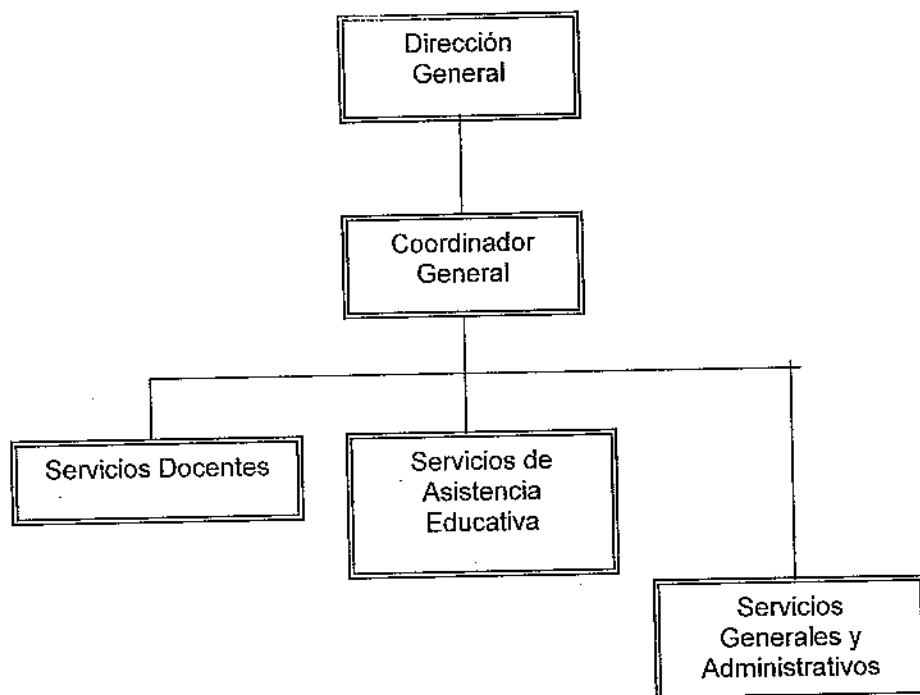 Dirección
General
Coordinador
General
Servicios Docentes
Servicios de
Asistencia
Educativa
Servicios
Generales y
Administrativos